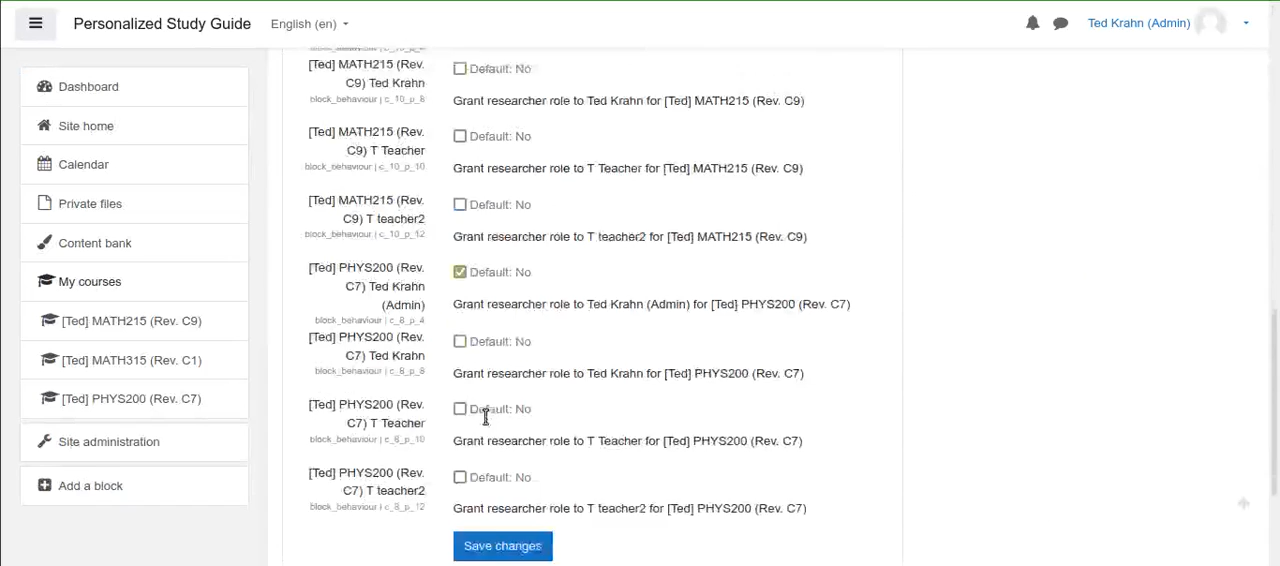 Personalized Study Guide
English (en)
Ted Krahn (Admin)
Dashboard
Site home
Calendar
Private files
Content bank
My courses
[Ted] MATH215 (Rev. C9)
[Ted] MATH315 (Rev. C1)
[Ted] PHYS200 (Rev. C7)
Site administration
Add a block
[Ted] MATH215 (Rev.
C9) Ted Krahn
block_behaviour | c_10_p_8
Default: No
Grant researcher role to Ted Krahn for [Ted] MATH215 (Rev. C9)
[Ted] MATH215 (Rev.
C9) T Teacher
block_behaviour | c_10_p_10
Default: No
Grant researcher role to T Teacher for [Ted] MATH215 (Rev. C9)
[Ted] MATH215 (Rev.
C9) T teacher2
block_behaviour | c_10_p_12
Default: No
Grant researcher role to T teacher2 for [Ted] MATH215 (Rev. C9)
[Ted] PHYS200 (Rev.
C7) Ted Krahn
(Admin)
Default: No
Grant researcher role to Ted Krahn (Admin) for [Ted] PHYS200 (Rev. C7)
[Ted] PHYS200 (Rev.
C7) Ted Krahn
Default: No
Grant researcher role to Ted Krahn for [Ted] PHYS200 (Rev. C7)
[Ted] PHYS200 (Rev.
C7) T Teacher
Default: No
Grant researcher role to T Teacher for [Ted] PHYS200 (Rev. C7)
[Ted] PHYS200 (Rev.
C7) T teacher2
Default: No
Grant researcher role to T teacher2 for [Ted] PHYS200 (Rev. C7)
Save changes